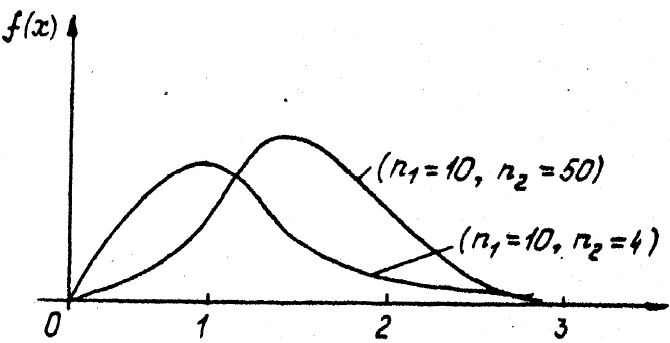 f(x)
(n₁=10, n₂=50)
(n₁=10, n₂=4)
0 1 2 3